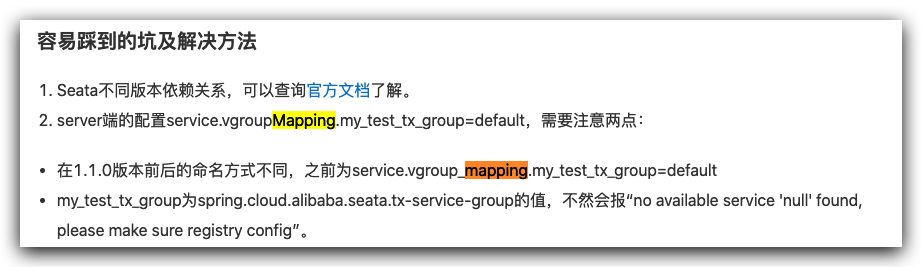 容易踩到的坑及解决方法
1. Seata不同版本依赖关系，可以查询官方文档了解。
2. server端的配置service.vgroupMapping.my_test_tx_group=default，需要注意两点：
• 在1.1.0版本前后的命名方式不同，之前为service.vgroup_mapping.my_test_tx_group=default
• my_test_tx_group为spring.cloud.alibaba.seata.tx-service-group的值，不然会报“no available service 'null' found,
please make sure registry config”。